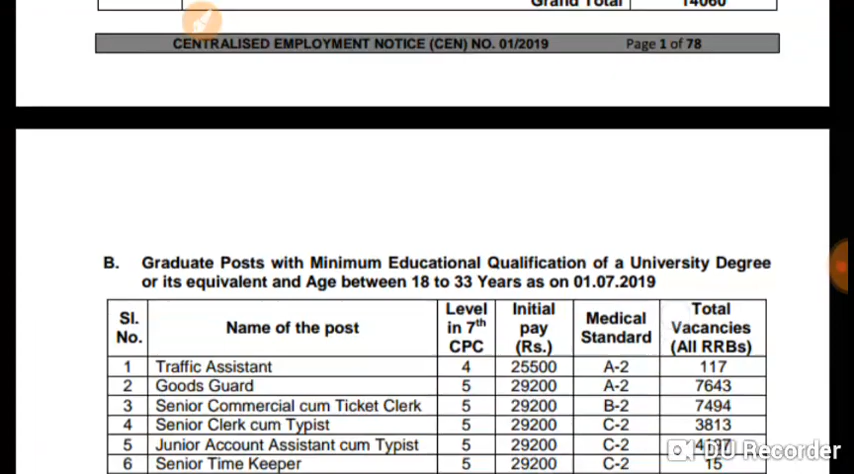 Grand Total 14060
CENTRALISED EMPLOYMENT NOTICE (CEN) NO. 01/2019 Page 1 of 78
B. Graduate Posts with Minimum Educational Qualification of a University Degree
or its equivalent and Age between 18 to 33 Years as on 01.07.2019
Sl. No. Name of the post Level in 7th CPC Initial pay (Rs.) Medical Standard Total Vacancies (All RRBs)
1 Traffic Assistant 4 25500 A-2 117
2 Goods Guard 5 29200 A-2 7643
3 Senior Commercial cum Ticket Clerk 5 29200 B-2 7494
4 Senior Clerk cum Typist 5 29200 C-2 3813
5 Junior Account Assistant cum Typist 5 29200 C-2
6 Senior Time Keeper 5 29200 C-2 15
DU Recorder